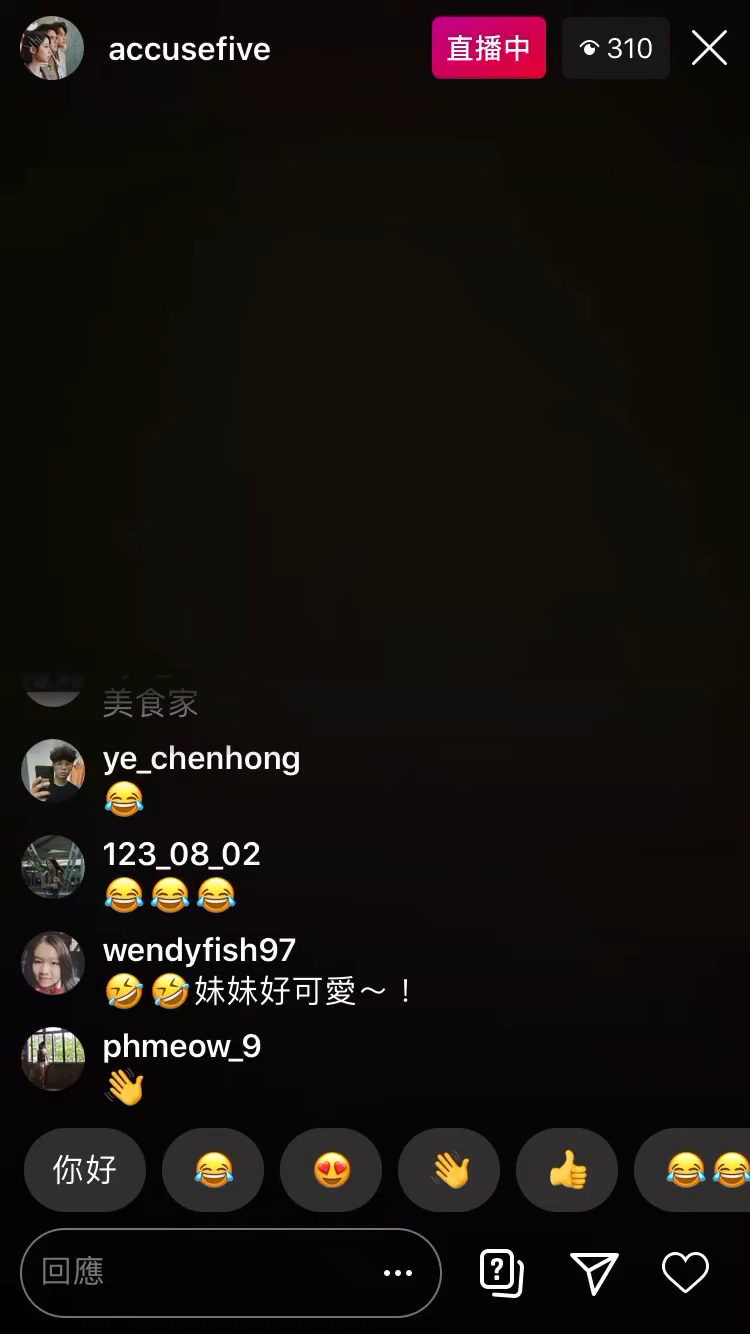 accusefive
直播中
310
美食家
ye_chenhong
😂
123_08_02
😂😂😂
wendyfish97
🤣🤣妹妹好可愛～！
phmeow_9
👋
你好 😂 😍 👋 👍 😂😂
回應